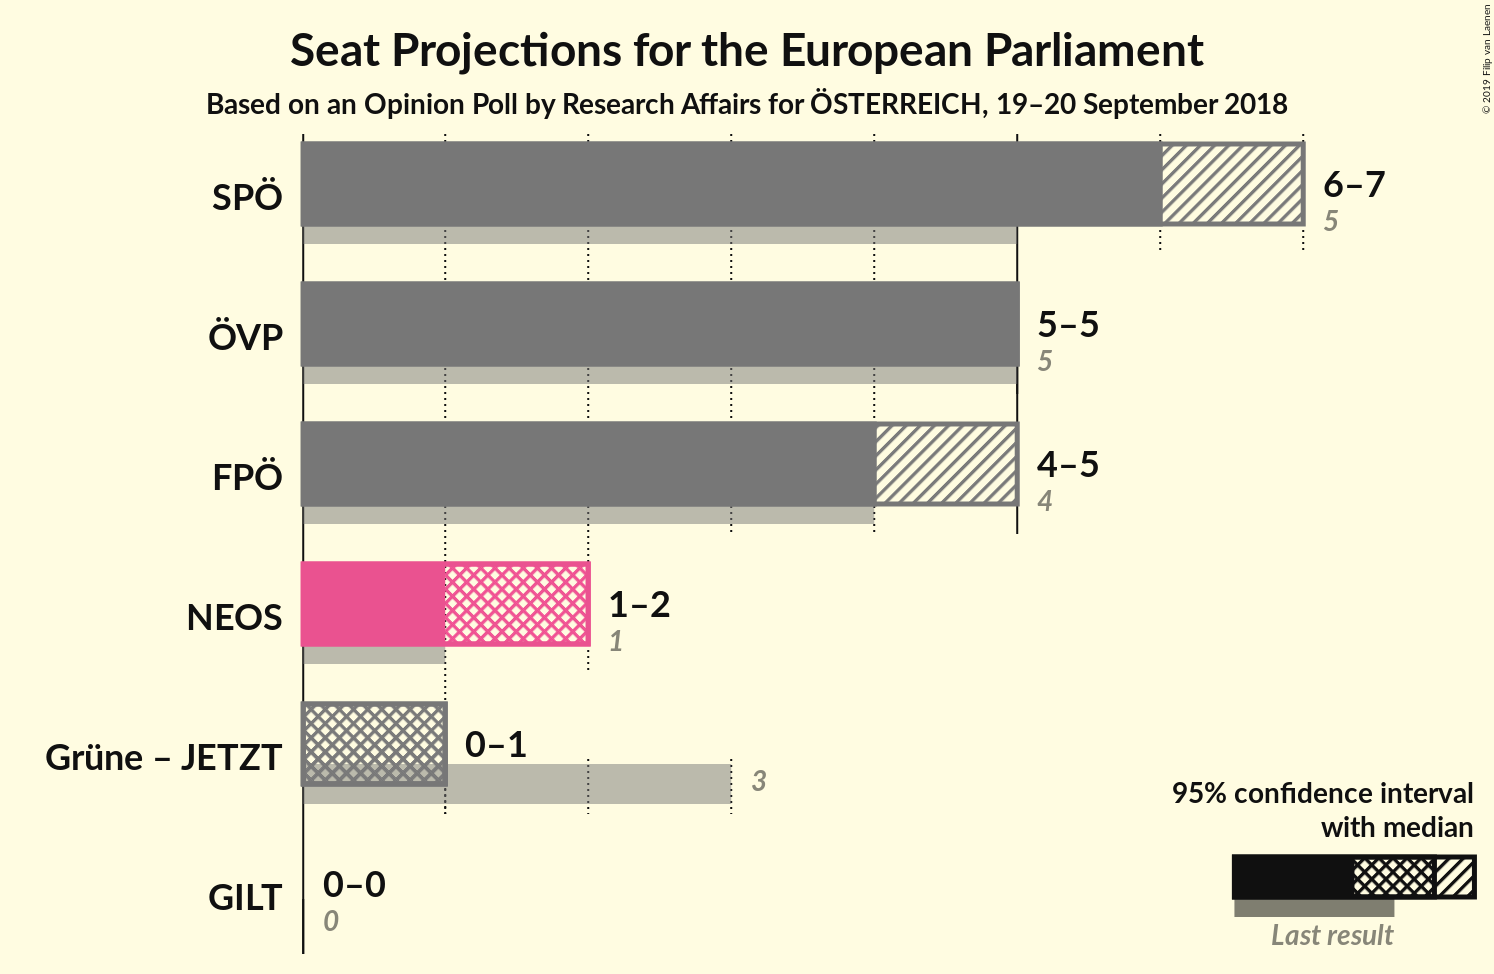 Seat Projections for the European Parliament
Based on an Opinion Poll by Research Affairs for ÖSTERREICH, 19–20 September 2018
© 2019 Filip van Laenen
SPÖ
6–7
5
ÖVP
5–5
5
FPÖ
4–5
4
NEOS
1–2
1
Grüne – JETZT
0–1
3
GILT
0–0
0
95% confidence interval
with median
Last result